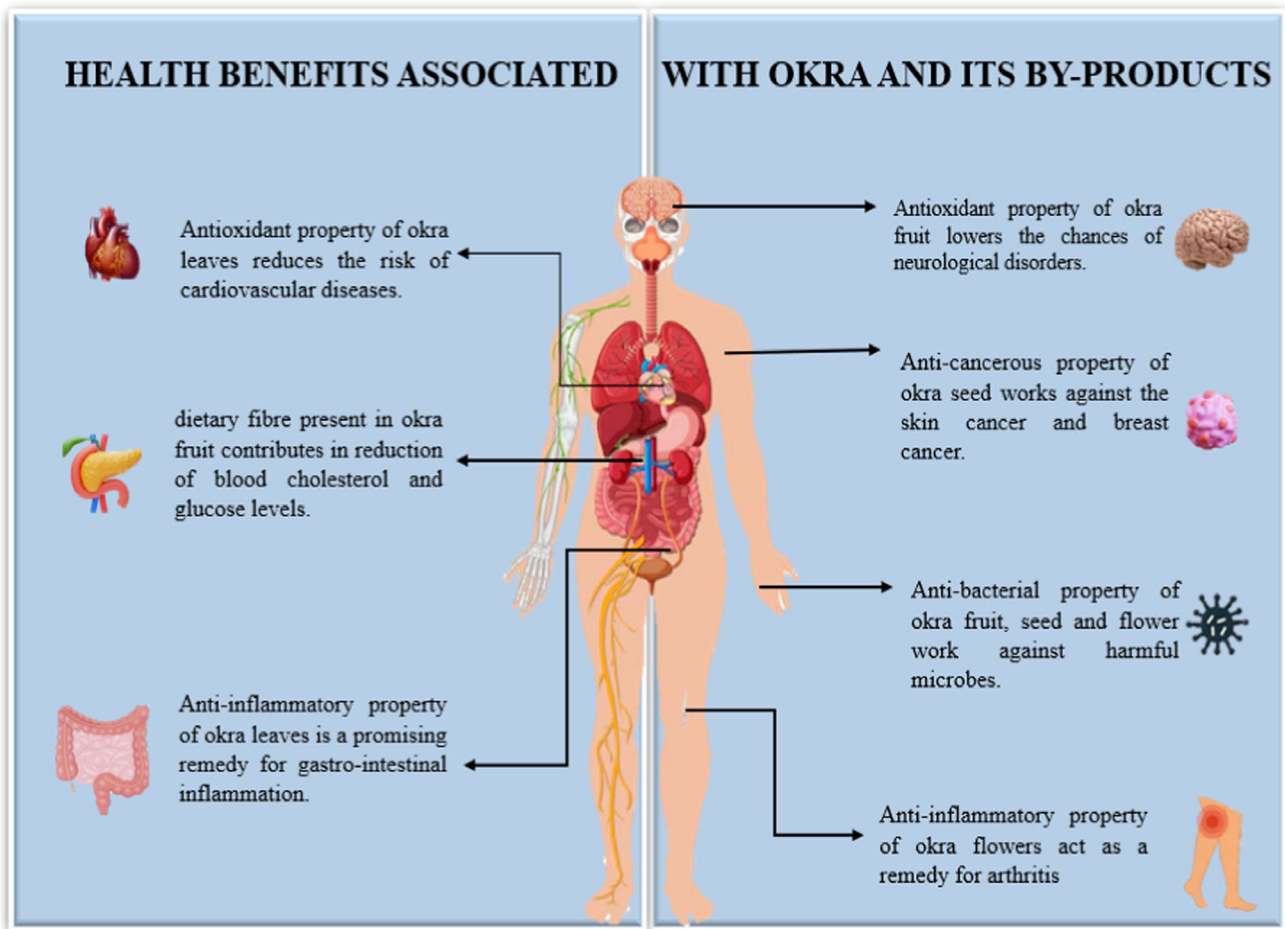 HEALTH BENEFITS ASSOCIATED WITH OKRA AND ITS BY-PRODUCTS
Antioxidant property of okra
leaves reduces the risk of
cardiovascular diseases.
dietary fibre present in okra
fruit contributes in reduction
of blood cholesterol and
glucose levels.
Anti-inflammatory property
of okra leaves is a promising
remedy for gastro-intestinal
inflammation.
Antioxidant property of okra
fruit lowers the chances of
neurological disorders.
Anti-cancerous property of
okra seed works against the
skin cancer and breast
cancer.
Anti-bacterial property of
okra fruit, seed and flower
work against harmful
microbes.
Anti-inflammatory property
of okra flowers act as a
remedy for arthritis